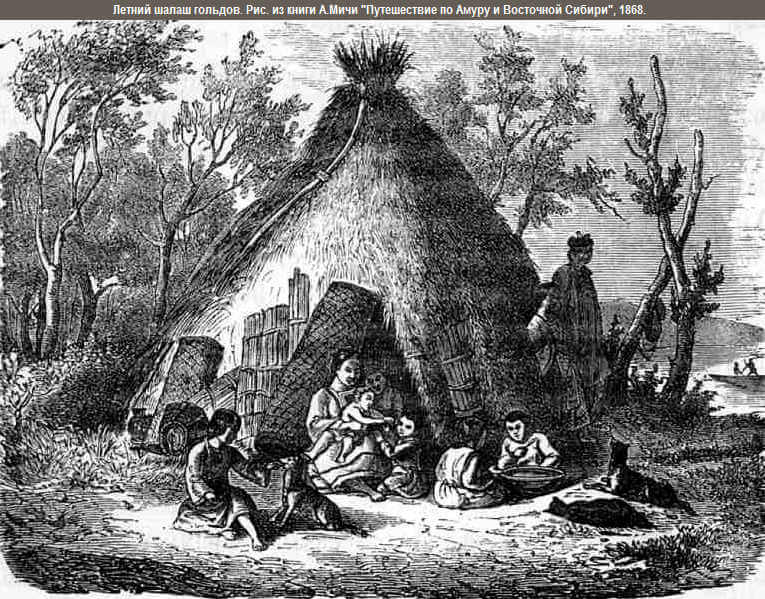 Летний шалаш гольдов. Рис. из книги А.Мичи "Путешествие по Амуру и Восточной Сибири", 1868.